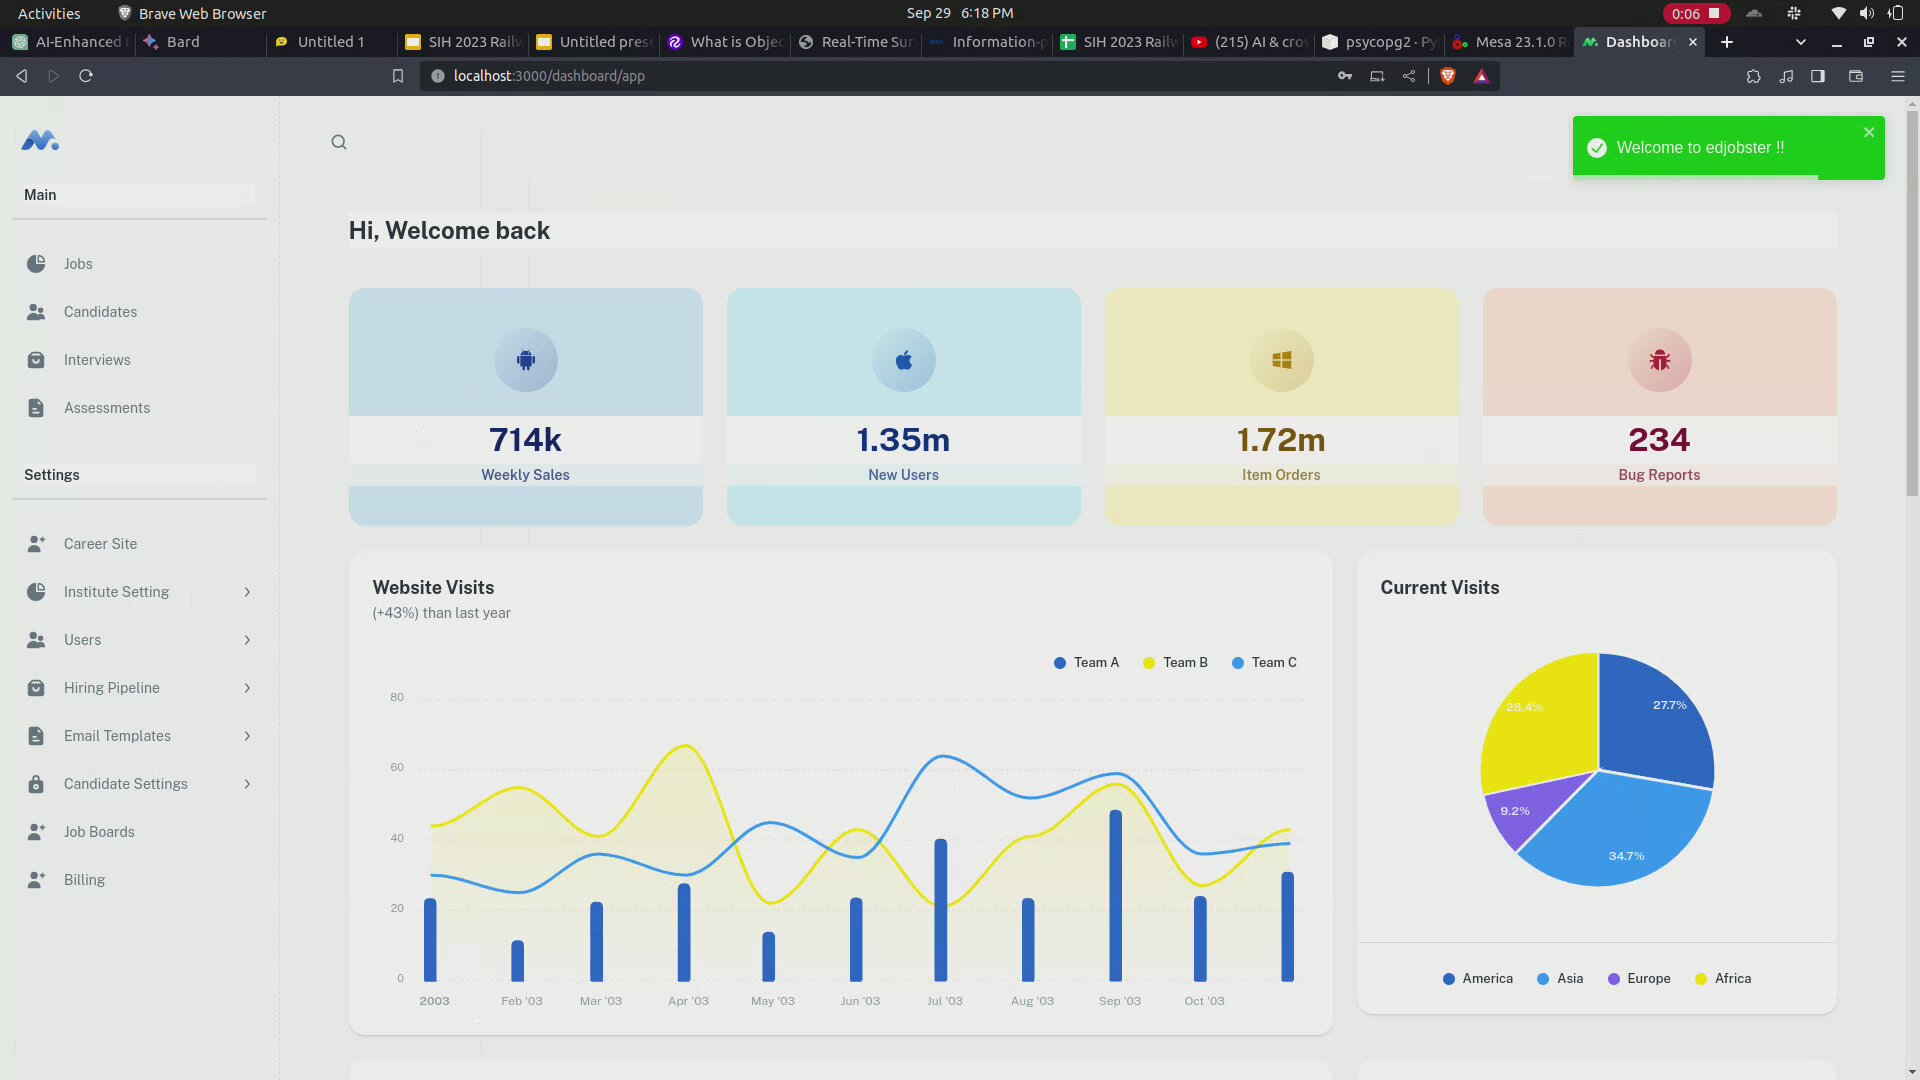 Activities
Brave Web Browser
Sep 29 6:18 PM
0:06
AI-Enhanced
Bard
Untitled 1
SIH 2023 Railw
Untitled prese
What is Objec
Real-Time Sur
Information-p
SIH 2023 Railw
(215) AI & crow
psycopg2 · Py
Mesa 23.1.0 R
Dashboar
localhost:3000/dashboard/app
Welcome to edjobster !!
Main
Jobs
Candidates
Interviews
Assessments
Settings
Career Site
Institute Setting
Users
Hiring Pipeline
Email Templates
Candidate Settings
Job Boards
Billing
Hi, Welcome back
714k
Weekly Sales
1.35m
New Users
1.72m
Item Orders
234
Bug Reports
Website Visits
(+43%) than last year
Team A Team B Team C
80
60
40
20
0
2003 Feb '03 Mar '03 Apr '03 May '03 Jun '03 Jul '03 Aug '03 Sep '03 Oct '03
Current Visits
28.4%
27.7%
9.2%
34.7%
America Asia Europe Africa